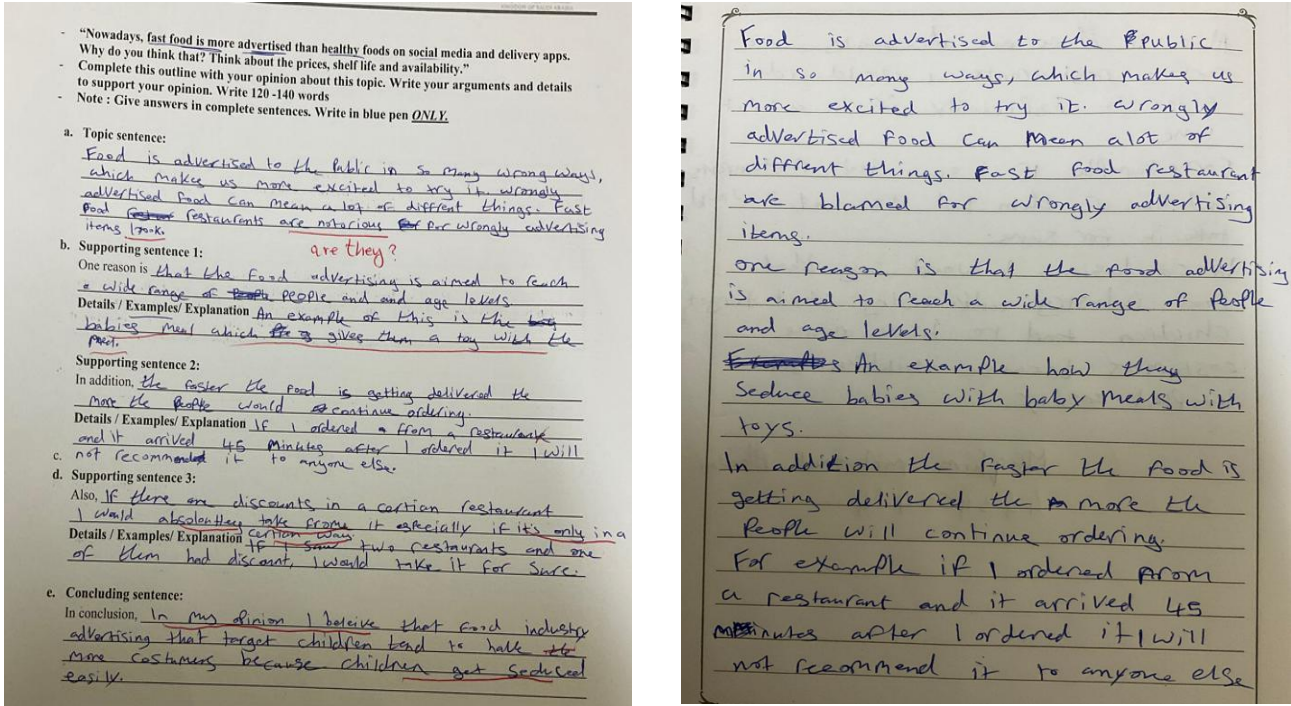 KINGDOM OF SAUDI ARABIA
- "Nowadays, fast food is more advertised than healthy foods on social media and delivery apps.
Why do you think that? Think about the prices, shelf life and availability."
- Complete this outline with your opinion about this topic. Write your arguments and details
to support your opinion. Write 120 -140 words
- Note : Give answers in complete sentences. Write in blue pen ONLY.
a. Topic sentence:
Food is advertised to the Public in so many wrong ways,
which makes us more excited to try it. wrongly
advertised food can mean a lot of diffrent things. Fast
food restaurants are notorious for for wrongly advertising
items look.
are they?
b. Supporting sentence 1:
One reason is that the food advertising is aimed to reach
a wide range of people and and age levels
Details / Examples/ Explanation An example of this is the
babies meal which gives them a toy with the
Supporting sentence 2:
In addition, the faster the food is getting delivered the
more the people would continue ordering.
Details / Examples/ Explanation If I ordered from a restaurant
and it arrived 45 minutes after I ordered it I will
c. not recommended it to anyone else.
d. Supporting sentence 3:
Also, If there are discounts in a certian restaurant
I would absoloutley take frome it especially if it's only in a
certian way.
Details / Examples/ Explanation If I saw two restaurants and one
of them had discount, I would take it for sure.
e. Concluding sentence:
In conclusion, In my opinion I beleive that food industry
advertising that target children tend to have
more costumers because children get seduced
easily.
Food is advertised to the public
in so many ways, which makes us
more excited to try it. wrongly
advertised food can mean alot of
diffrent things. Fast food restaurant
are blamed for wrongly advertising
items.
one reason is that the food advertising
is aimed to reach a wide range of people
and age levels.
An example how they
seduce babies with baby meals with
toys.
In addition the faster the food is
getting delivered the more the
people will continue ordering.
For example if I ordered from
a restaurant and it arrived 45
minutes after I ordered it I will
not recommend it to anyone else